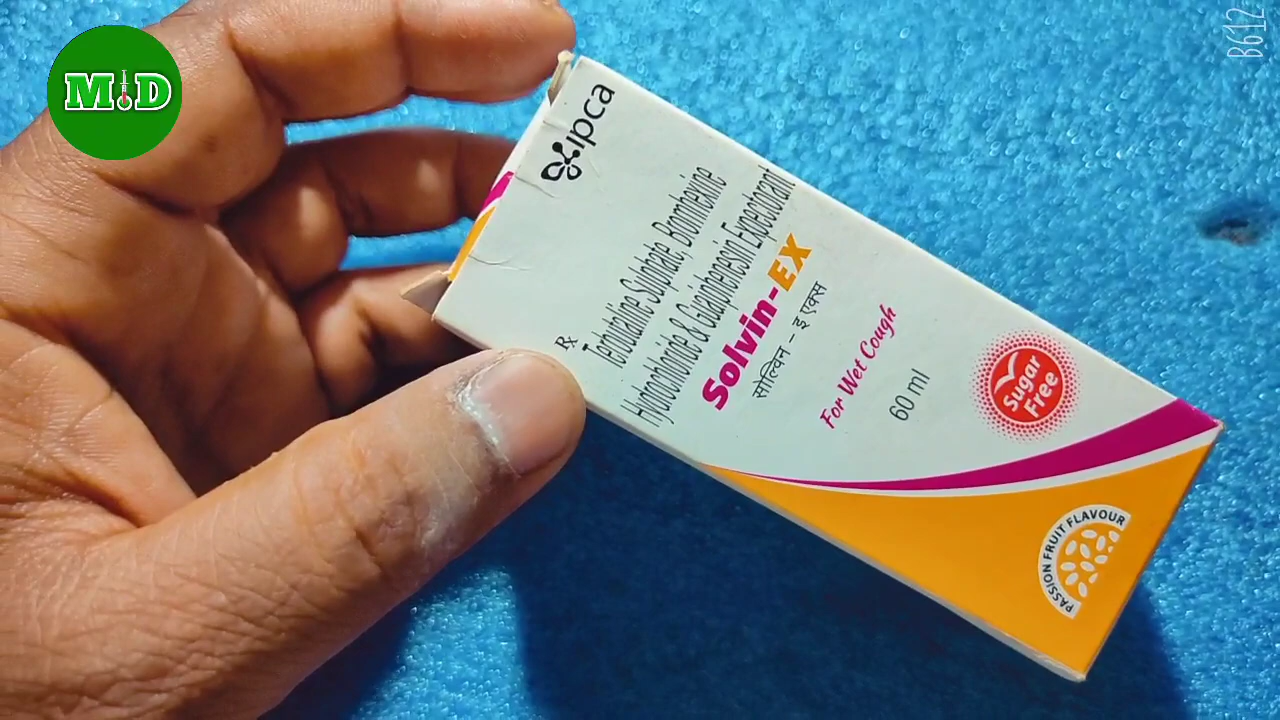 M D
B612
ipca
Rx
Terbutaline Sulphate, Bromhexine
Hydrochloride & Guaiphenesin Expectorant
Solvin-EX
सोल्विन - इ एक्स
For Wet Cough
60 ml
Sugar
Free
PASSION FRUIT FLAVOUR